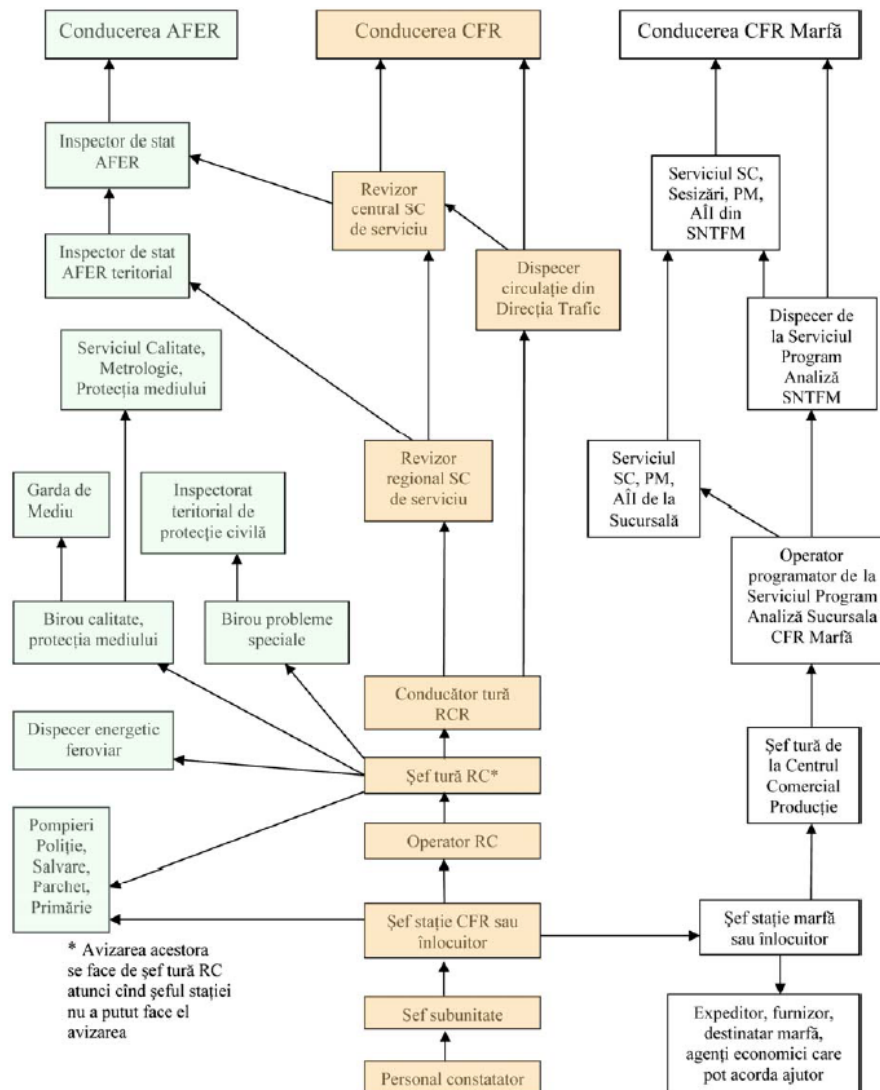 Conducerea AFER
Conducerea CFR
Conducerea CFR Marfă
Inspector de stat
AFER
Revizor
central SC
de serviciu
Serviciul SC,
Sesizări, PM,
AÎI din
SNTFM
Inspector de stat
AFER teritorial
Dispecer
circulație din
Direcția Trafic
Serviciul Calitate,
Metrologie,
Protecția mediului
Dispecer de
la Serviciul
Program
Analiză
SNTFM
Garda de
Mediu
Inspectorat
teritorial de
protecție civilă
Revizor
regional SC
de serviciu
Serviciul
SC, PM,
AÎI de la
Sucursală
Birou calitate,
protecția mediului
Birou probleme
speciale
Operator
programator de la
Serviciul Program
Analiză Sucursala
CFR Marfă
Conducător tură
RCR
Dispecer energetic
feroviar
Șef tură RC*
Șef tură de
la Centrul
Comercial
Producție
Pompieri
Poliție,
Salvare,
Parchet,
Primărie
Operator RC
Șef stație CFR sau
înlocuitor
Șef stație marfă
sau înlocuitor
* Avizarea acestora
se face de șef tură RC
atunci cînd șeful stației
nu a putut face el
avizarea
Sef subunitate
Expeditor, furnizor,
destinatar marfă,
agenți economici care
pot acorda ajutor
Personal constatator